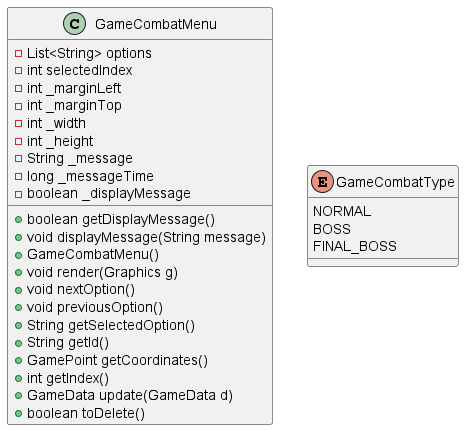 C GameCombatMenu
List<String> options
int selectedIndex
int _marginLeft
int _marginTop
int _width
int _height
String _message
long _messageTime
boolean _displayMessage
boolean getDisplayMessage()
void displayMessage(String message)
GameCombatMenu()
void render(Graphics g)
void nextOption()
void previousOption()
String getSelectedOption()
String getId()
GamePoint getCoordinates()
int getIndex()
GameData update(GameData d)
boolean toDelete()
E GameCombatType
NORMAL
BOSS
FINAL_BOSS